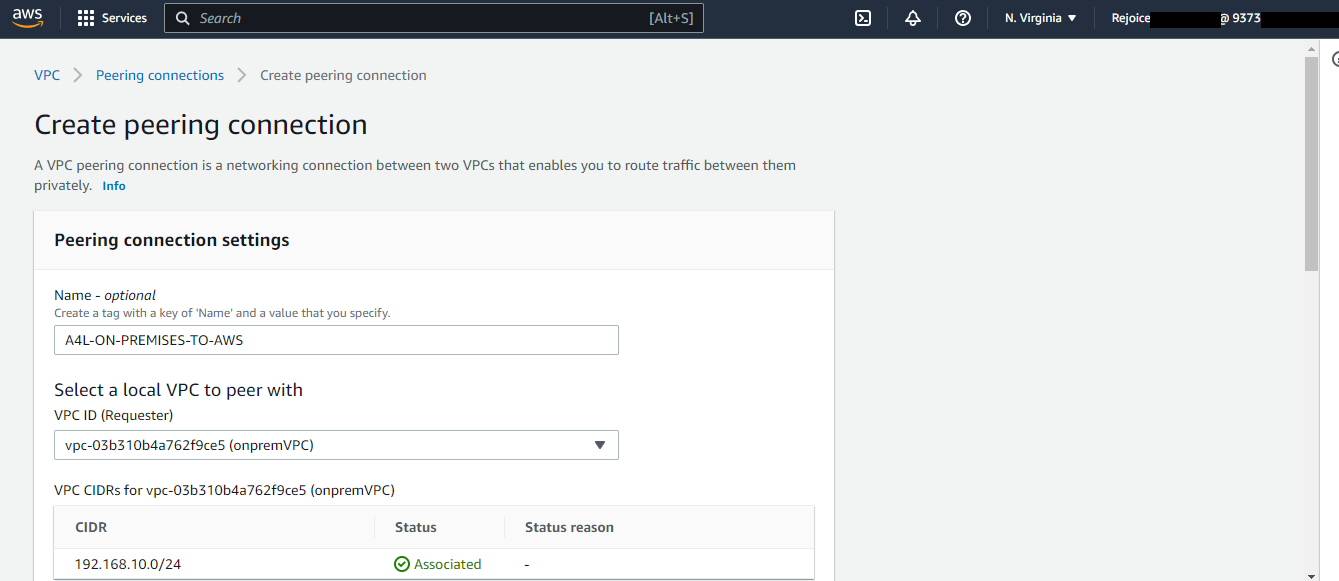 aws Services Search [Alt+S] N. Virginia Rejoice @ 9373
VPC Peering connections Create peering connection
Create peering connection
A VPC peering connection is a networking connection between two VPCs that enables you to route traffic between them
privately. Info
Peering connection settings
Name - optional
Create a tag with a key of 'Name' and a value that you specify.
A4L-ON-PREMISES-TO-AWS
Select a local VPC to peer with
VPC ID (Requester)
vpc-03b310b4a762f9ce5 (onpremVPC)
VPC CIDRs for vpc-03b310b4a762f9ce5 (onpremVPC)
CIDR Status Status reason
192.168.10.0/24 Associated -